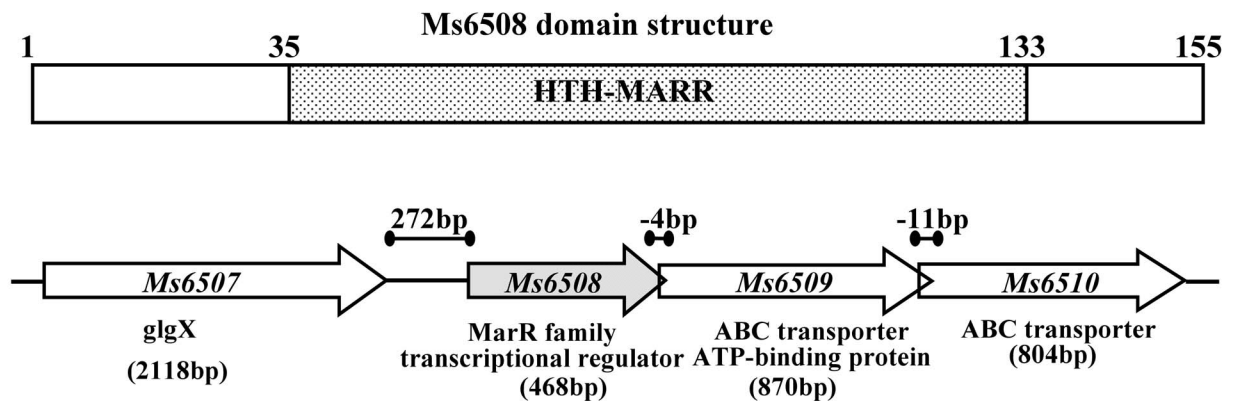 Ms6508 domain structure
1 35 133 155
HTH-MARR
272bp -4bp -11bp
Ms6507 Ms6508 Ms6509 Ms6510
glgX
(2118bp)
MarR family
transcriptional regulator
(468bp)
ABC transporter
ATP-binding protein
(870bp)
ABC transporter
(804bp)